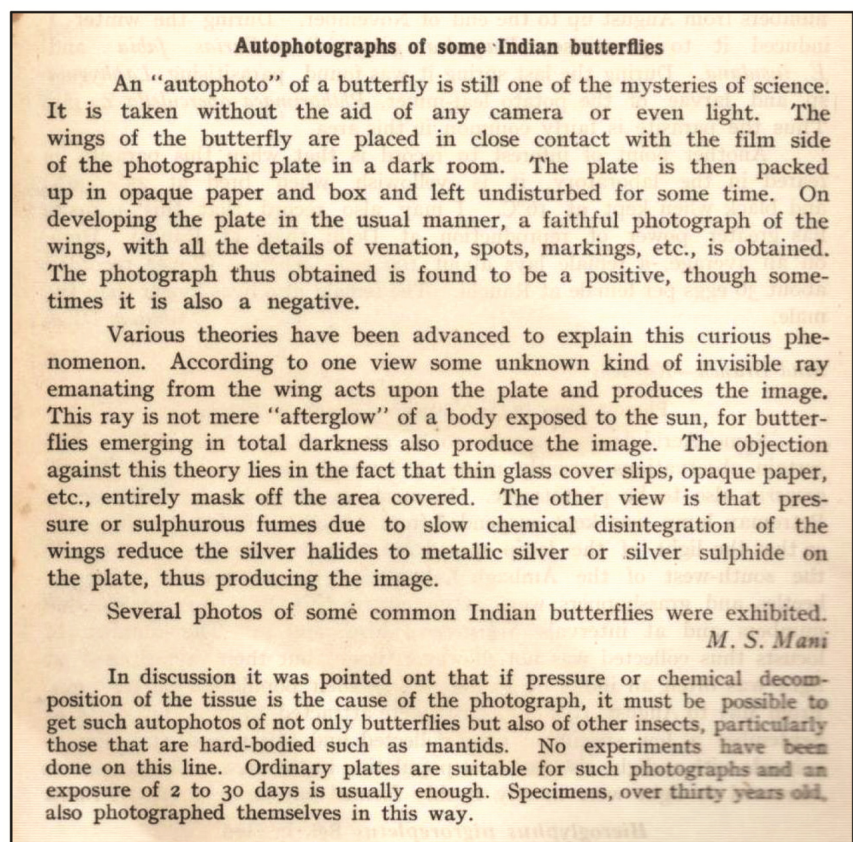 Autophotographs of some Indian butterflies
An “autophoto” of a butterfly is still one of the mysteries of science.
It is taken without the aid of any camera or even light. The
wings of the butterfly are placed in close contact with the film side
of the photographic plate in a dark room. The plate is then packed
up in opaque paper and box and left undisturbed for some time. On
developing the plate in the usual manner, a faithful photograph of the
wings, with all the details of venation, spots, markings, etc., is obtained.
The photograph thus obtained is found to be a positive, though some-
times it is also a negative.
Various theories have been advanced to explain this curious phe-
nomenon. According to one view some unknown kind of invisible ray
emanating from the wing acts upon the plate and produces the image.
This ray is not mere “afterglow” of a body exposed to the sun, for butter-
flies emerging in total darkness also produce the image. The objection
against this theory lies in the fact that thin glass cover slips, opaque paper,
etc., entirely mask off the area covered. The other view is that pres-
sure or sulphurous fumes due to slow chemical disintegration of the
wings reduce the silver halides to metallic silver or silver sulphide on
the plate, thus producing the image.
Several photos of some common Indian butterflies were exhibited.
M. S. Mani
In discussion it was pointed ont that if pressure or chemical decom-
position of the tissue is the cause of the photograph, it must be possible to
get such autophotos of not only butterflies but also of other insects, particularly
those that are hard-bodied such as mantids. No experiments have been
done on this line. Ordinary plates are suitable for such photographs and an
exposure of 2 to 30 days is usually enough. Specimens, over thirty years old,
also photographed themselves in this way.